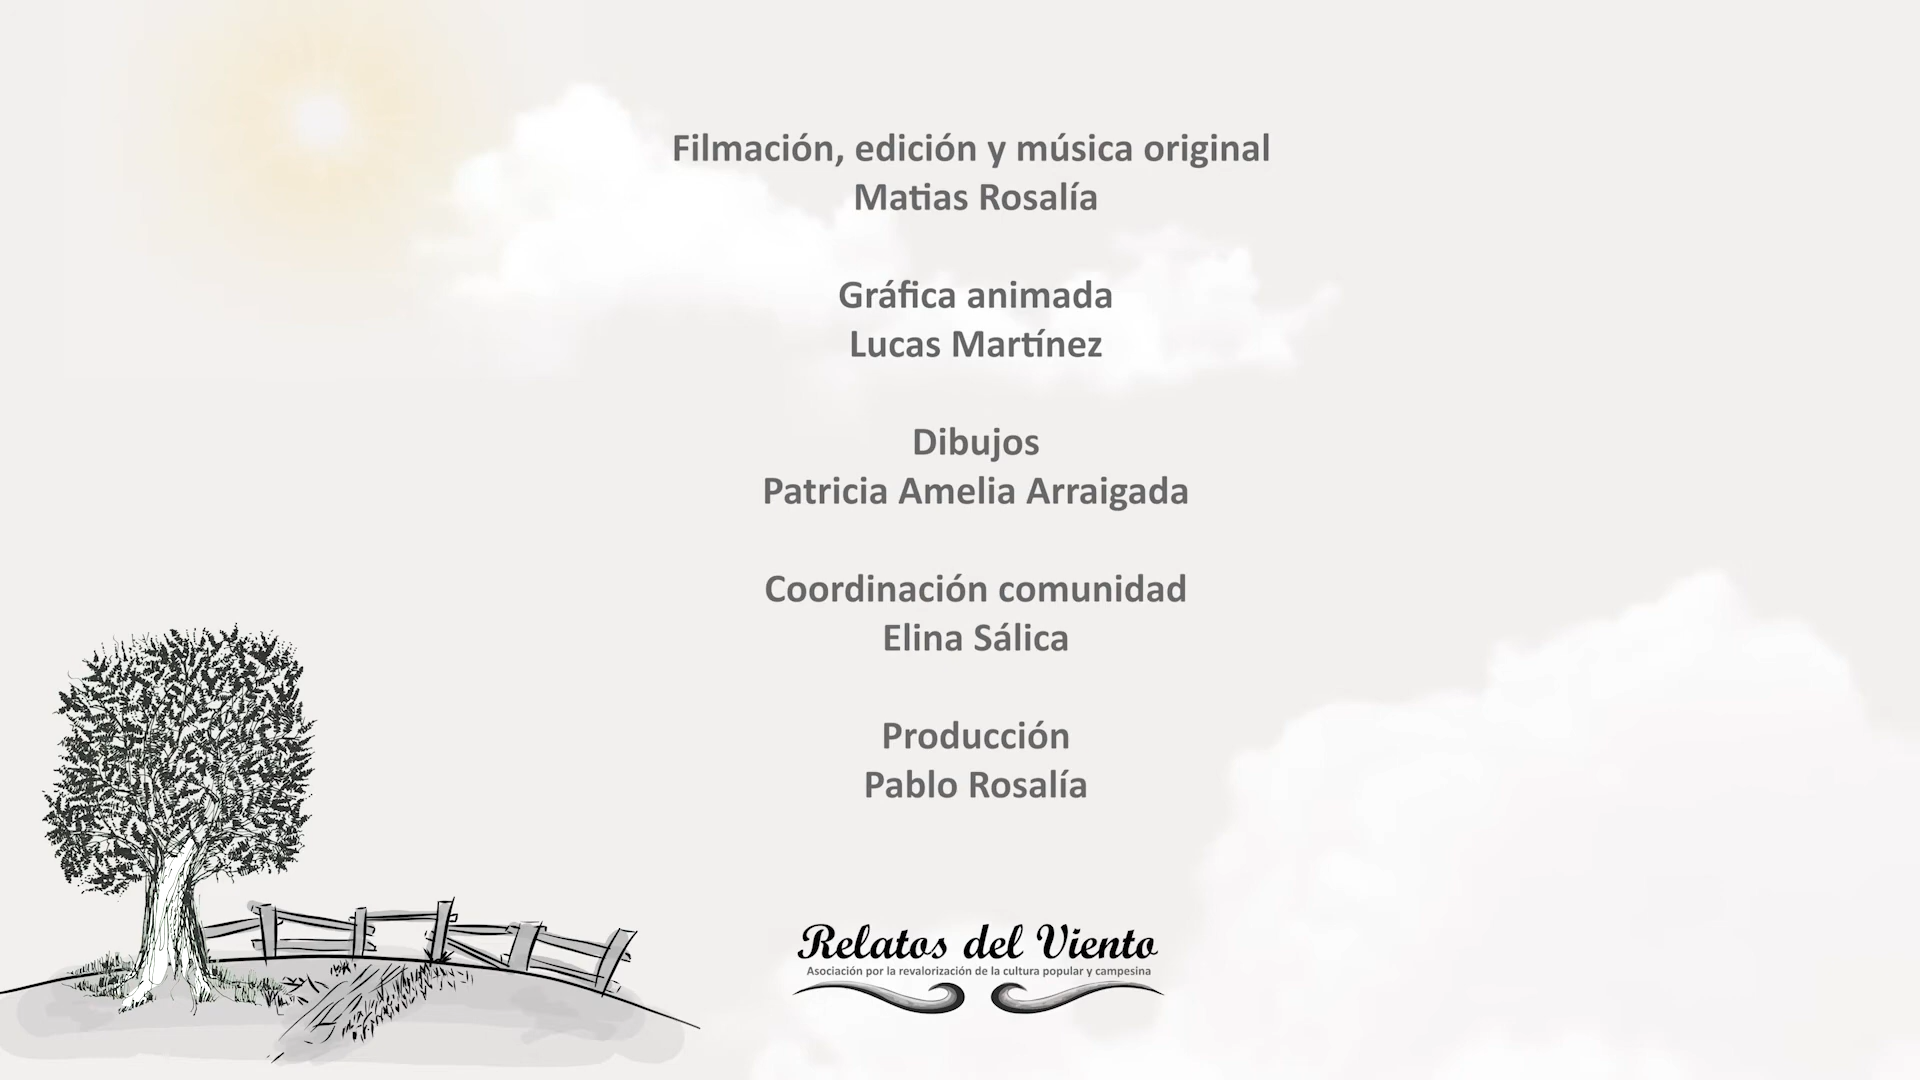 Filmación, edición y música original
Matias Rosalía
Gráfica animada
Lucas Martínez
Dibujos
Patricia Amelia Arraigada
Coordinación comunidad
Elina Sálica
Producción
Pablo Rosalía
Relatos del Viento
Asociación por la revalorización de la cultura popular y campesina